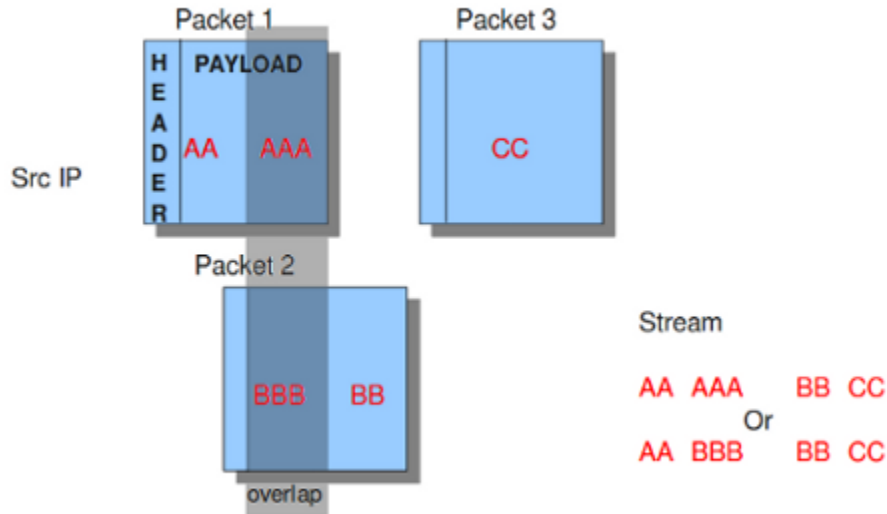 Packet 1
Packet 3
HEADER
PAYLOAD
AA AAA
CC
Src IP
Packet 2
BBB BB
overlap
Stream
AA AAA BB CC
Or
AA BBB BB CC